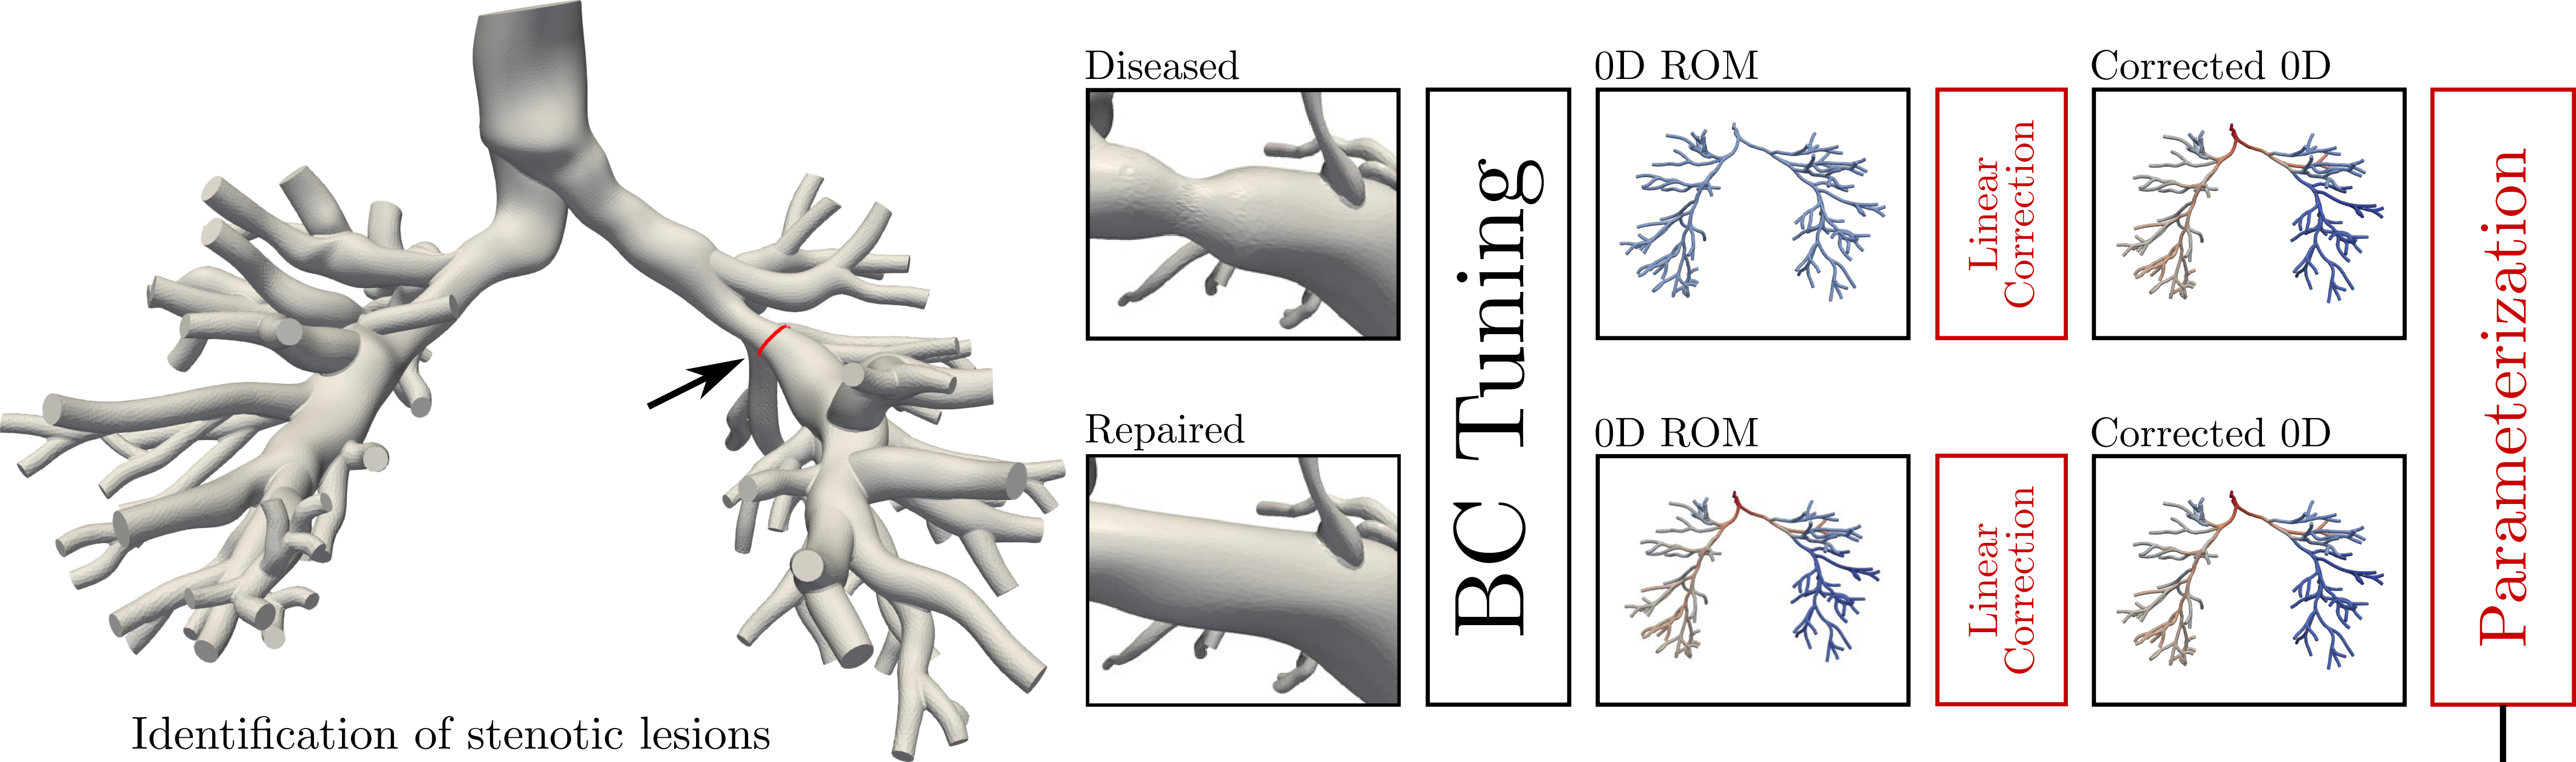 Identification of stenotic lesions
Diseased
Repaired
BC Tuning
0D ROM
Linear
Correction
Corrected 0D
0D ROM
Linear
Correction
Corrected 0D
Parameterization